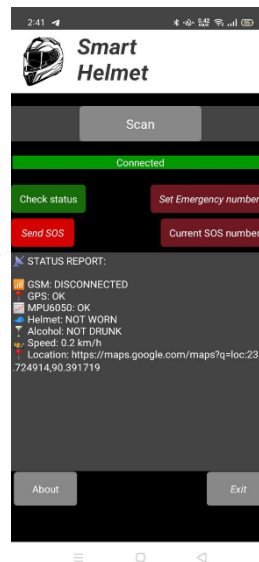 2:41
Smart
Helmet
Scan
Connected
Check status
Set Emergency number
Send SOS
Current SOS number
STATUS REPORT:
GSM: DISCONNECTED
GPS: OK
MPU6050: OK
Helmet: NOT WORN
Alcohol: NOT DRUNK
Speed: 0.2 km/h
Location: https://maps.google.com/maps?q=loc:23
.724914,90.391719
About
Exit